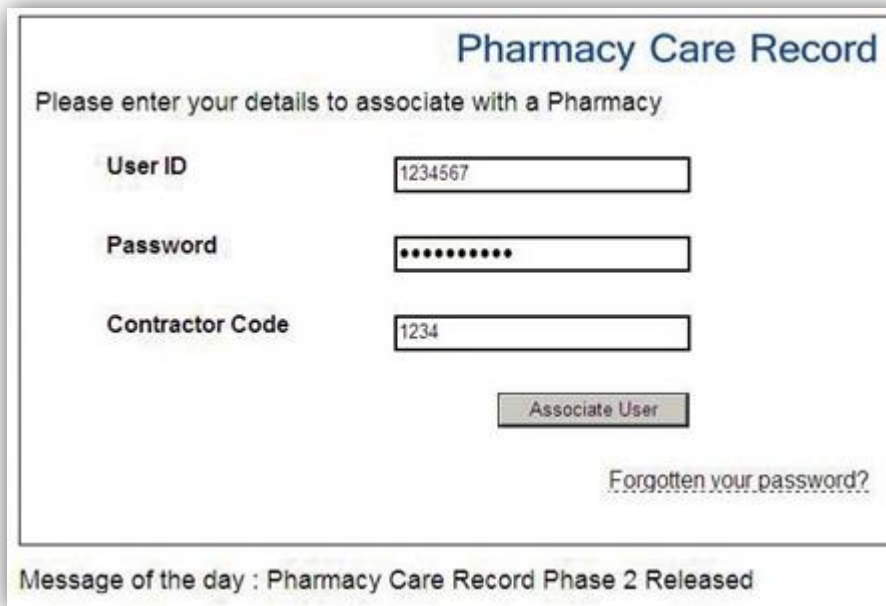 Pharmacy Care Record
Please enter your details to associate with a Pharmacy
User ID
1234567
Password
••••••••••
Contractor Code
1234
Associate User
Forgotten your password?
Message of the day : Pharmacy Care Record Phase 2 Released